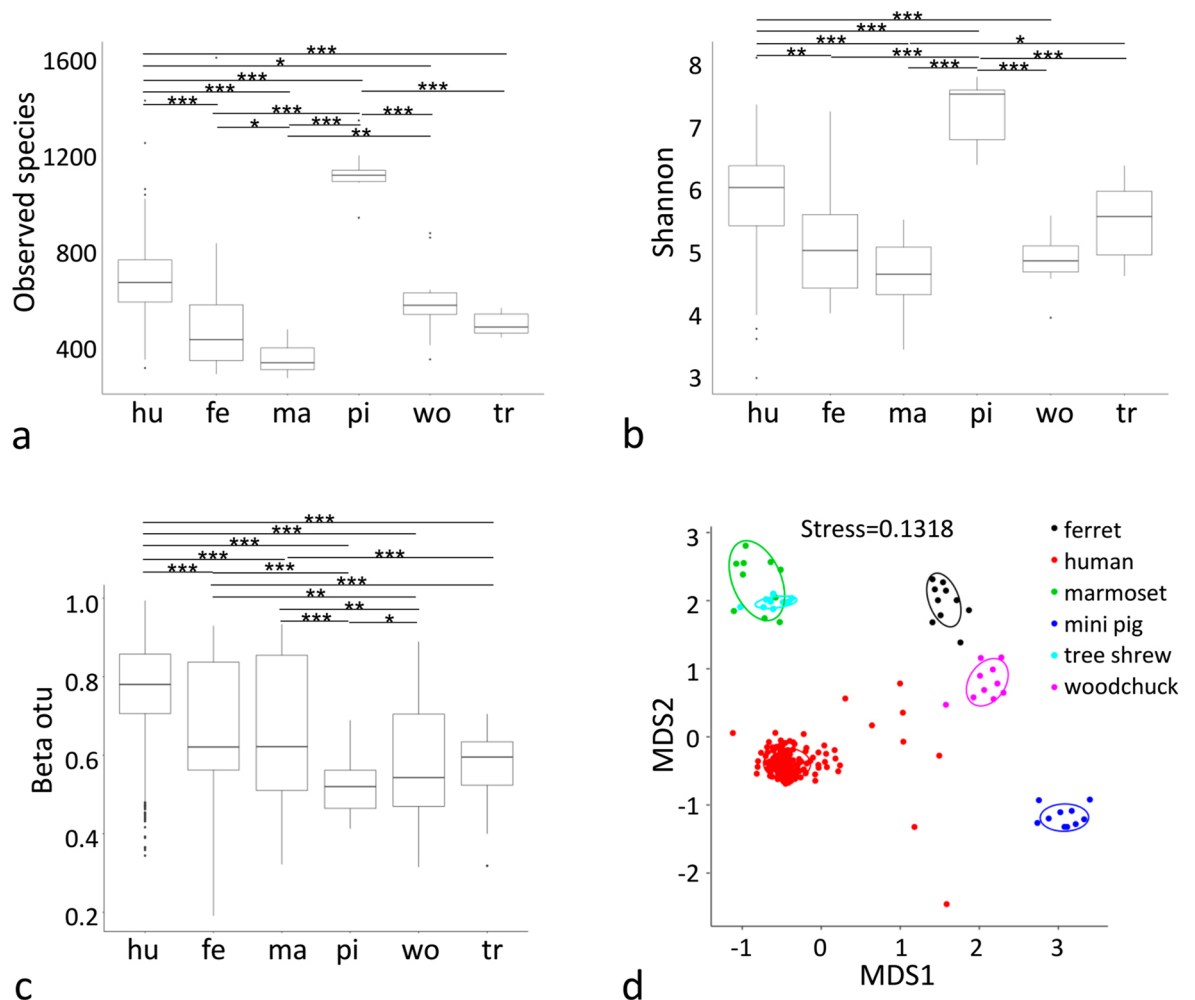 ***
*
***
***
***
***
***
***
*
***
**
1600
1200
800
400
Observed species
hu fe ma pi wo tr
a
***
***
***
*
**
***
***
***
***
8
7
6
5
4
3
Shannon
hu fe ma pi wo tr
b
***
***
***
***
***
***
***
***
**
**
***
*
1.0
0.8
0.6
0.4
0.2
Beta otu
hu fe ma pi wo tr
c
Stress=0.1318
3
2
1
0
-1
-2
MDS2
-1 0 1 2 3
MDS1
ferret
human
marmoset
mini pig
tree shrew
woodchuck
d